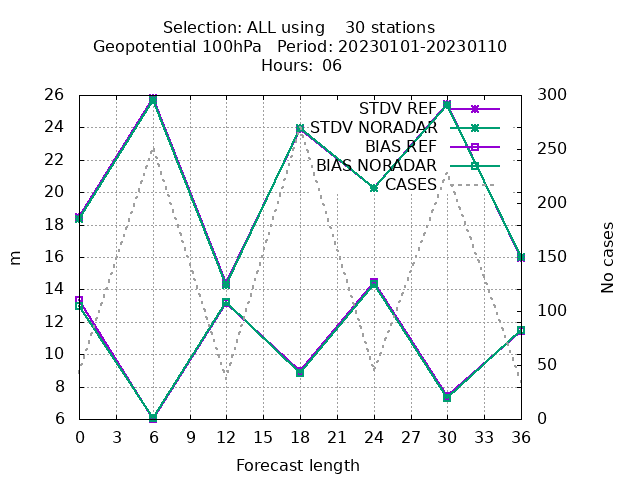 Selection: ALL using    30 stations
Geopotential 100hPa   Period: 20230101-20230110
Hours: 06
STDV REF
STDV NORADAR
BIAS REF
BIAS NORADAR
CASES
26
24
22
20
18
16
14
12
10
8
6
m
300
250
200
150
100
50
0
No cases
0 3 6 9 12 15 18 21 24 27 30 33 36
Forecast length